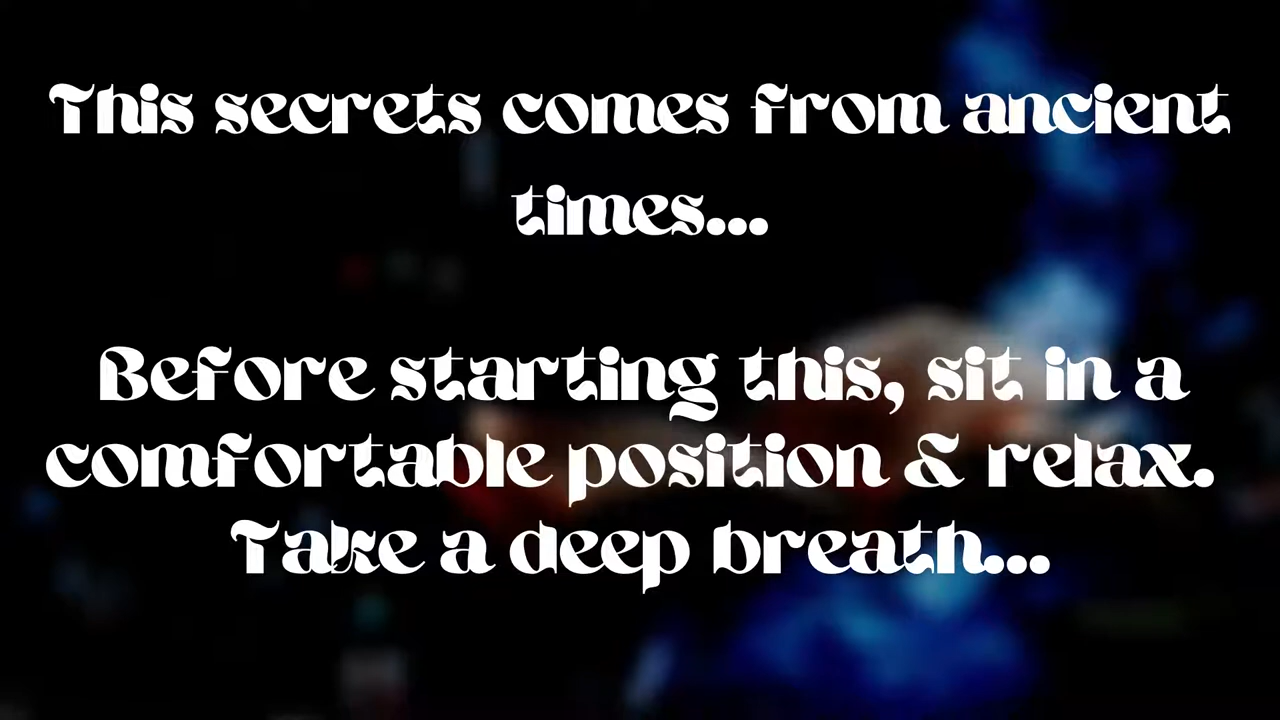 This secrets comes from ancient
times...
Before starting this, sit in a
comfortable position & relax.
Take a deep breath...